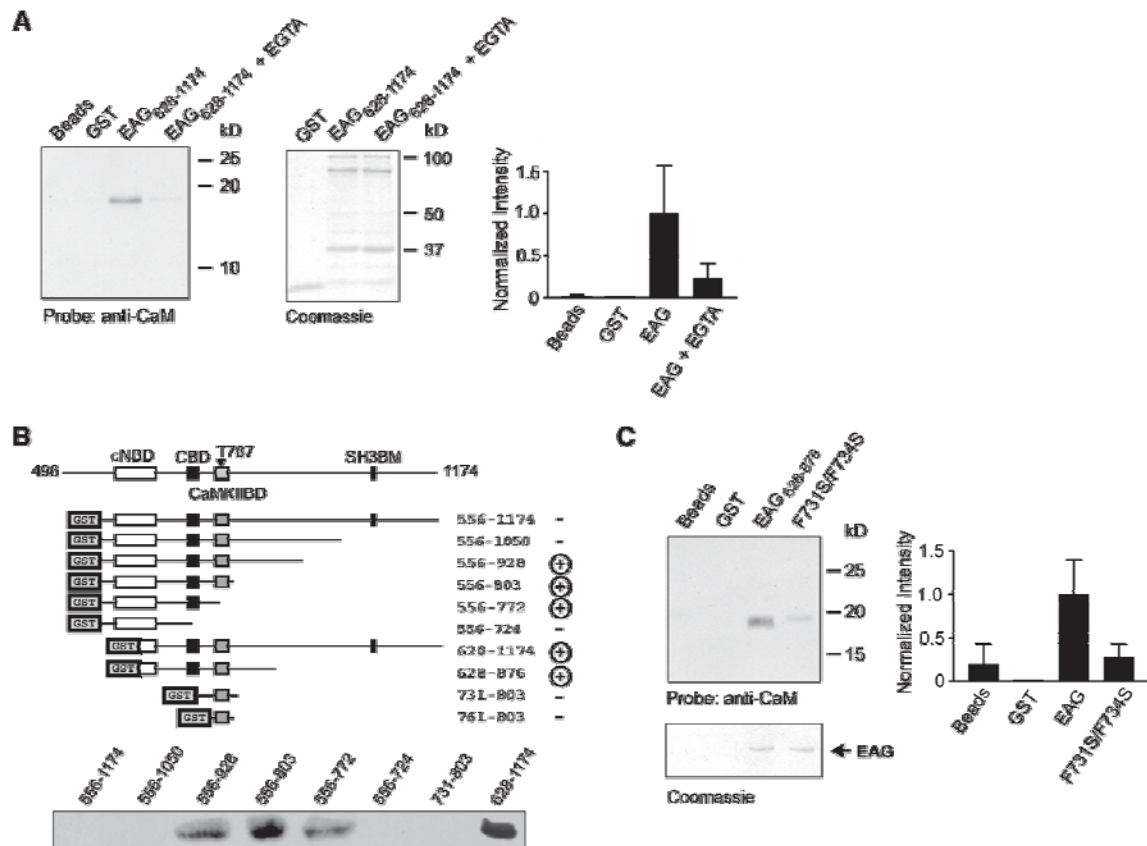 A
Beads
GST
EAG628-1174
EAG628-1174 + EGTA
kD
25
20
10
Probe: anti-CaM
GST
EAG628-1174
EAG628-1174 + EGTA
kD
100
50
37
Coomassie
Normalized Intensity
1.5
1.0
0.5
0
Beads
GST
EAG
EAG + EGTA
B
cNBD
CBD
T787
SH3BM
496
1174
CaMKIIBD
GST
556-1174 -
GST
556-1050 -
GST
556-928 +
GST
556-803 +
GST
556-772 +
GST
556-724 -
GST
628-1174 +
GST
628-876 +
GST
731-803 -
GST
761-803 -
556-1174
556-1050
556-928
556-803
556-772
556-724
731-803
628-1174
C
Beads
GST
EAG628-876
F731S/F734S
kD
25
20
15
Probe: anti-CaM
EAG
Coomassie
Normalized Intensity
1.5
1.0
0.5
0
Beads
GST
EAG
F731S/F734S